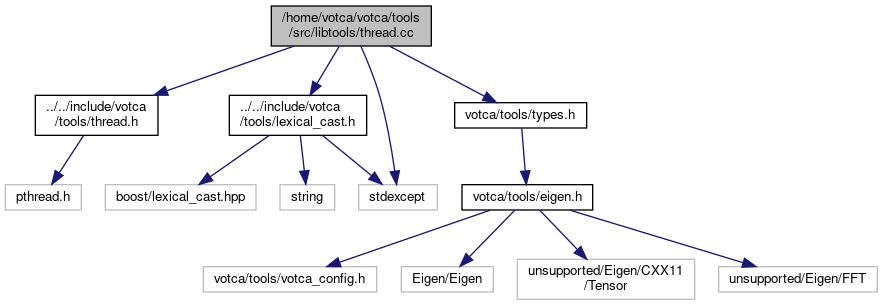 /home/votca/votca/tools
/src/libtools/thread.cc
../../include/votca
/tools/thread.h
../../include/votca
/tools/lexical_cast.h
votca/tools/types.h
pthread.h
boost/lexical_cast.hpp
string
stdexcept
votca/tools/eigen.h
votca/tools/votca_config.h
Eigen/Eigen
unsupported/Eigen/CXX11
/Tensor
unsupported/Eigen/FFT